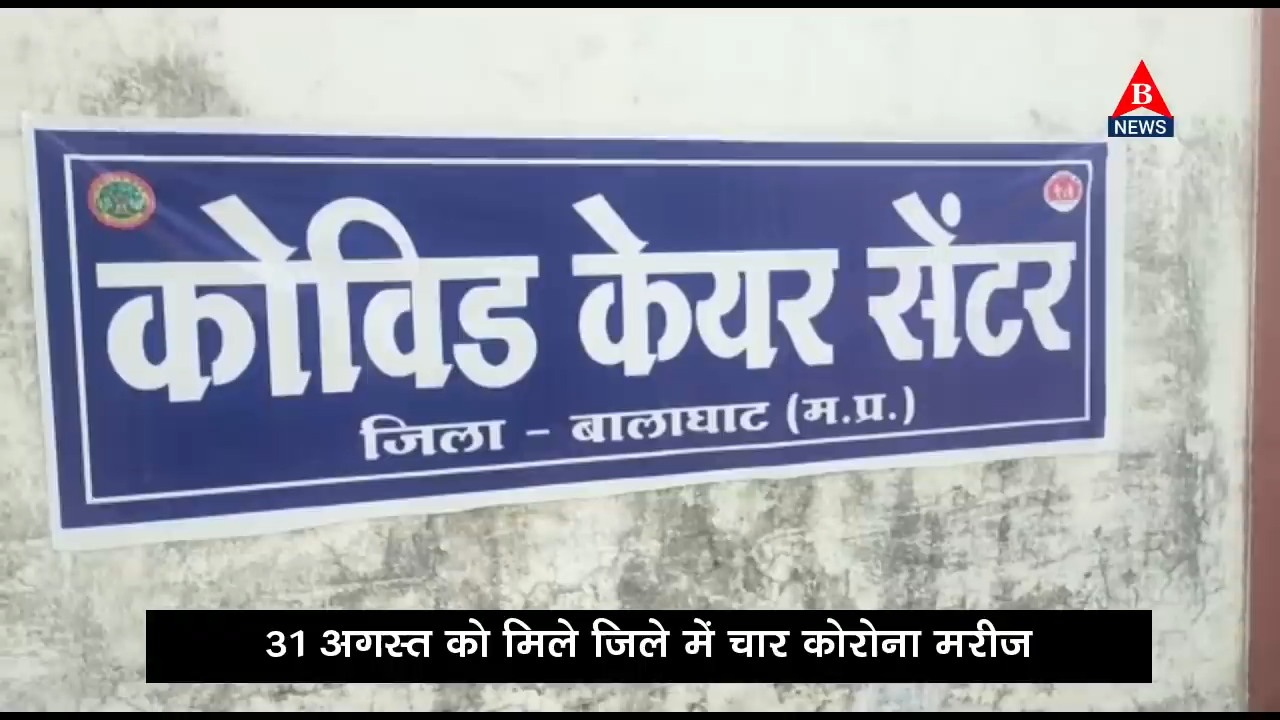 B
NEWS
कोविड केयर सेंटर
जिला - बालाघाट (म.प्र.)
31 अगस्त को मिले जिले में चार कोरोना मरीज